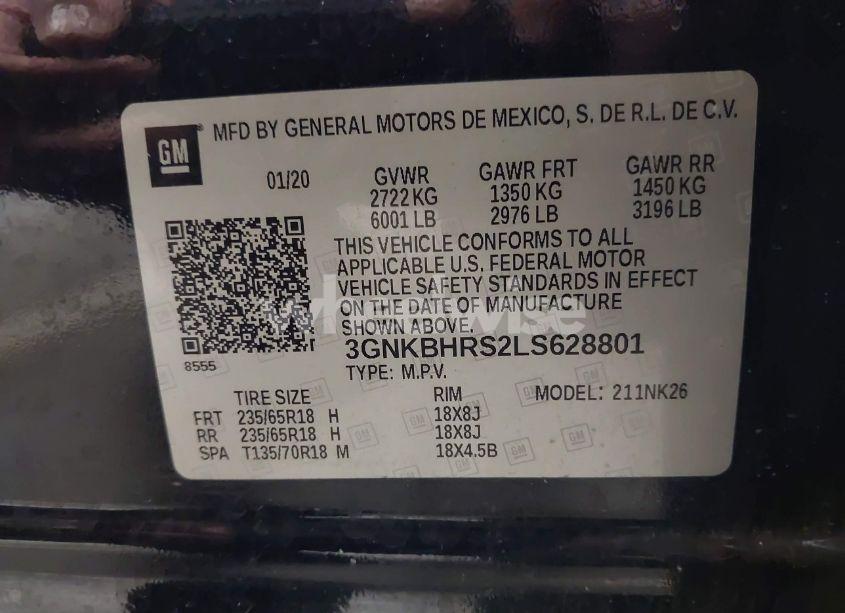 GM® MFD BY GENERAL MOTORS DE MEXICO, S. DE R.L. DE C.V.
01/20 GVWR GAWR FRT GAWR RR
2722 KG 1350 KG 1450 KG
6001 LB 2976 LB 3196 LB
THIS VEHICLE CONFORMS TO ALL
APPLICABLE U.S. FEDERAL MOTOR
VEHICLE SAFETY STANDARDS IN EFFECT
ON THE DATE OF MANUFACTURE
SHOWN ABOVE.
3GNKBHRS2LS628801
8555
TYPE: M.P.V.
TIRE SIZE RIM MODEL: 211NK26
FRT 235/65R18 H 18X8J
RR 235/65R18 H 18X8J
SPA T135/70R18 M 18X4.5B